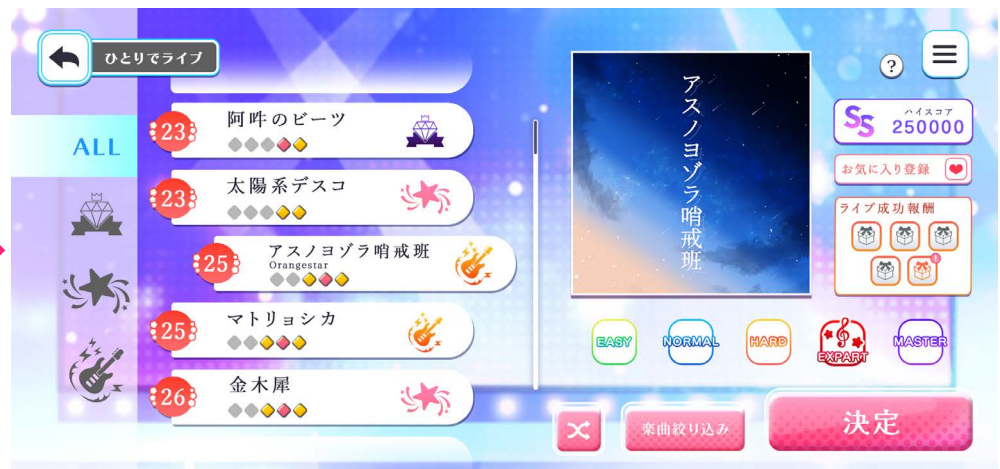 ひとりでライブ
ALL
23
阿吽のビーツ
23
太陽系デスコ
25
アスノヨゾラ哨戒班
Orangestar
25
マトリョシカ
26
金木犀
アスノヨゾラ哨戒班
?
SS
ハイスコア
250000
お気に入り登録
ライブ成功報酬
EASY
NORMAL
HARD
EXPART
MASTER
楽曲絞り込み
決定